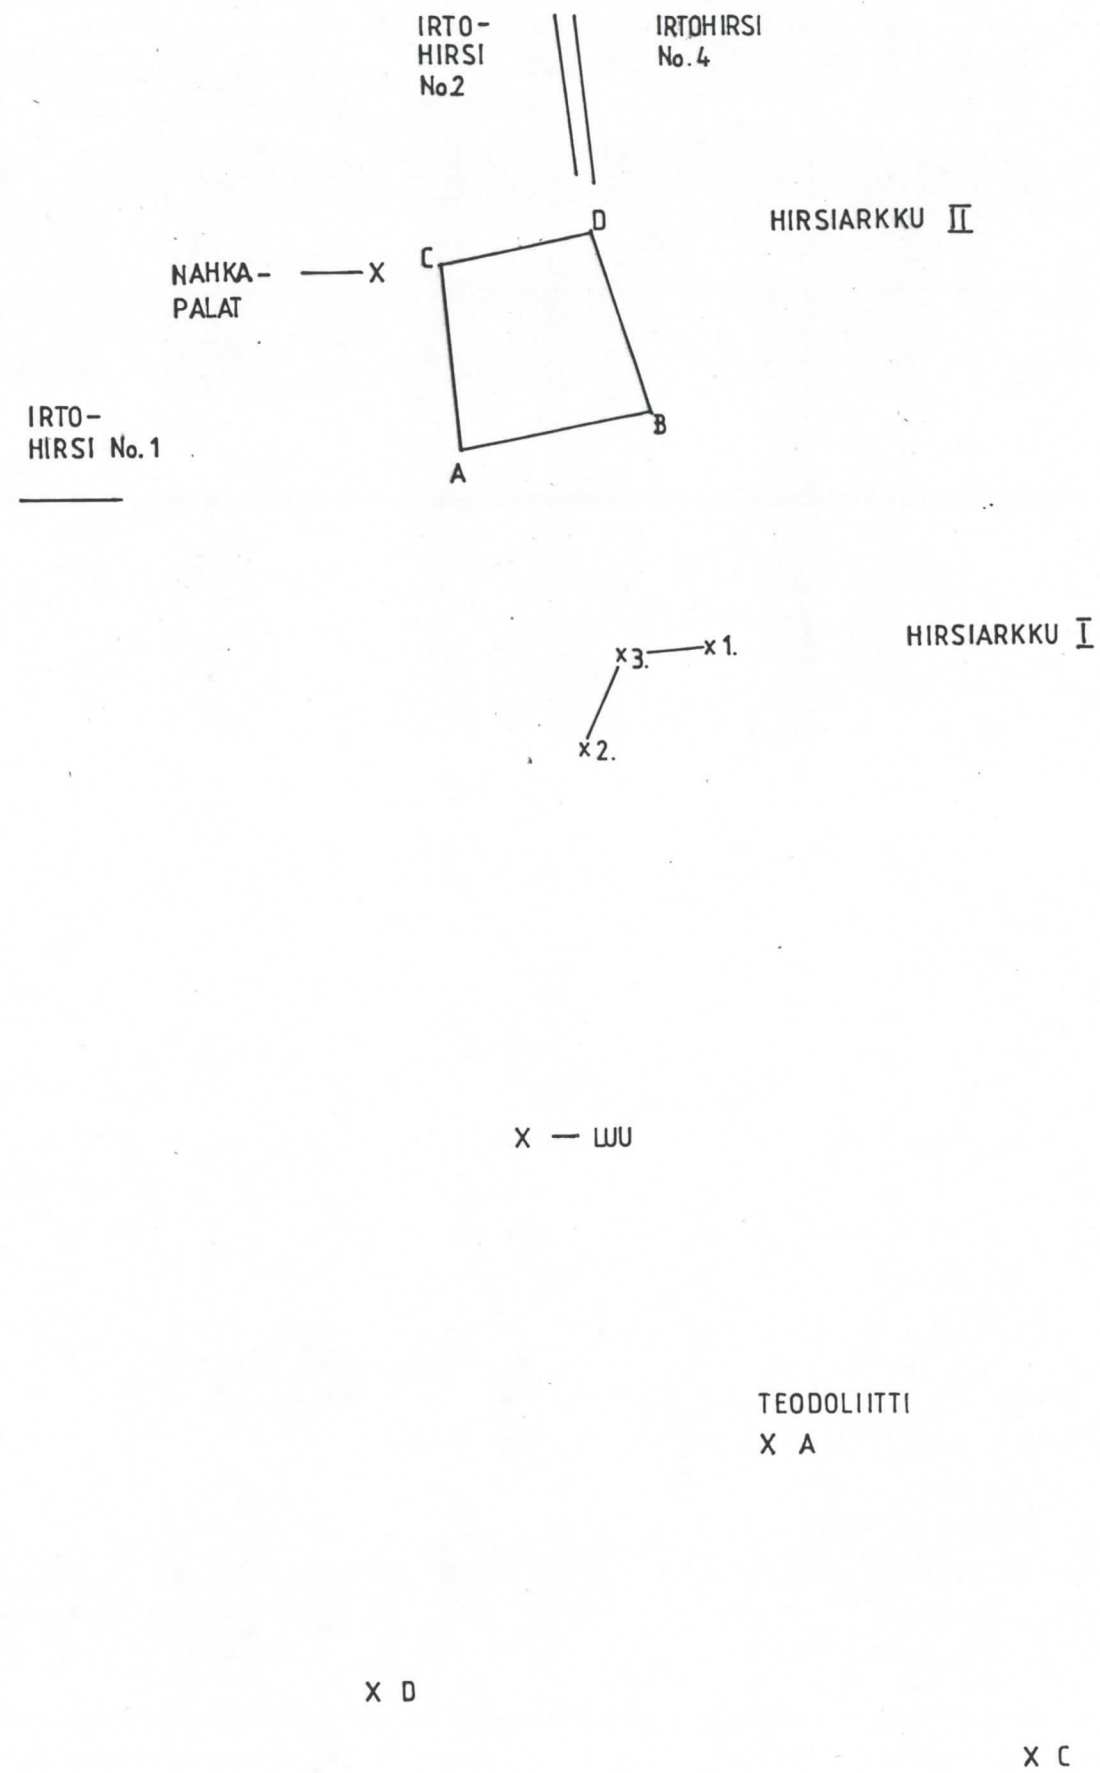 IRTO-
HIRSI
No2
IRTOHIRSI
No.4
HIRSIARKKU II
D
C
NAHKA-
PALAT
X
IRTO-
HIRSI No.1
B
A
HIRSIARKKU I
x3.
x1.
x2.
X — LUU
TEODOLIITTI
X A
X D
X C